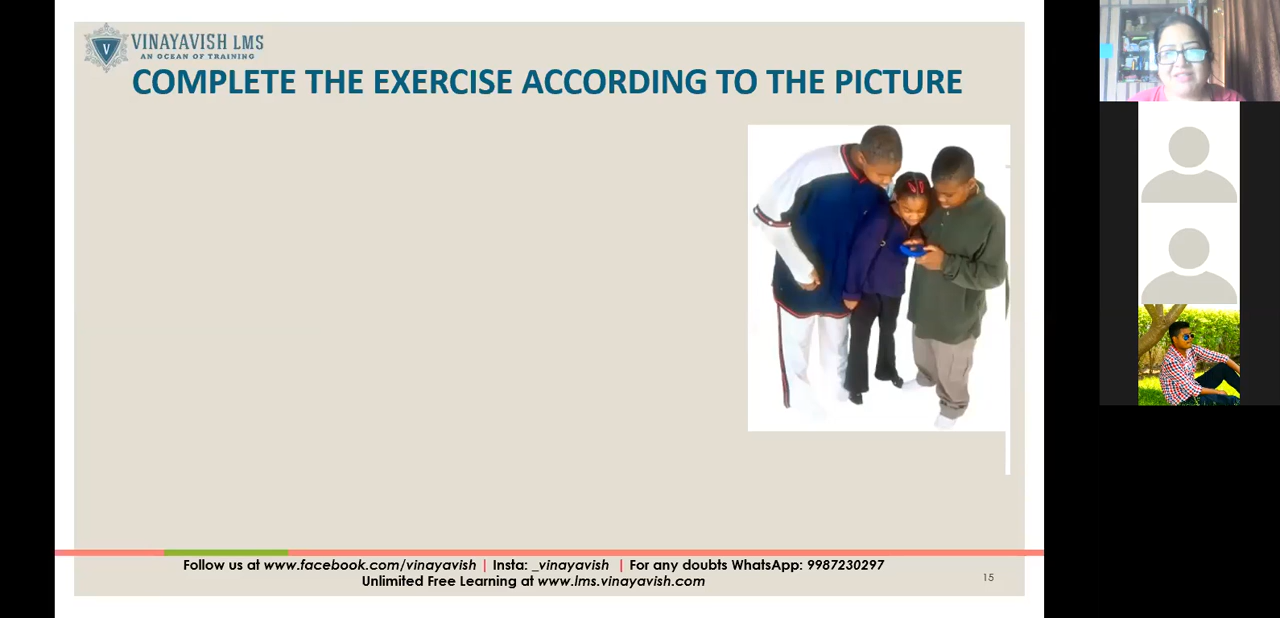 VINAYAVISH LMS
AN OCEAN OF TRAINING
COMPLETE THE EXERCISE ACCORDING TO THE PICTURE
Follow us at www.facebook.com/vinayavish | Insta: _vinayavish | For any doubts WhatsApp: 9987230297
Unlimited Free Learning at www.lms.vinayavish.com
15